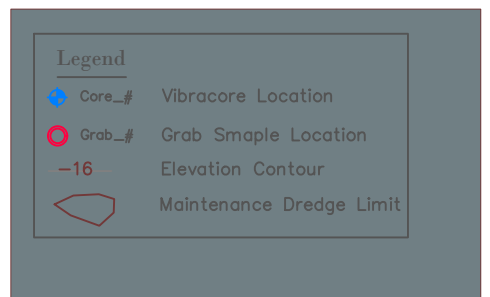 Legend
Core_# Vibracore Location
Grab_# Grab Smaple Location
-16 Elevation Contour
Maintenance Dredge Limit